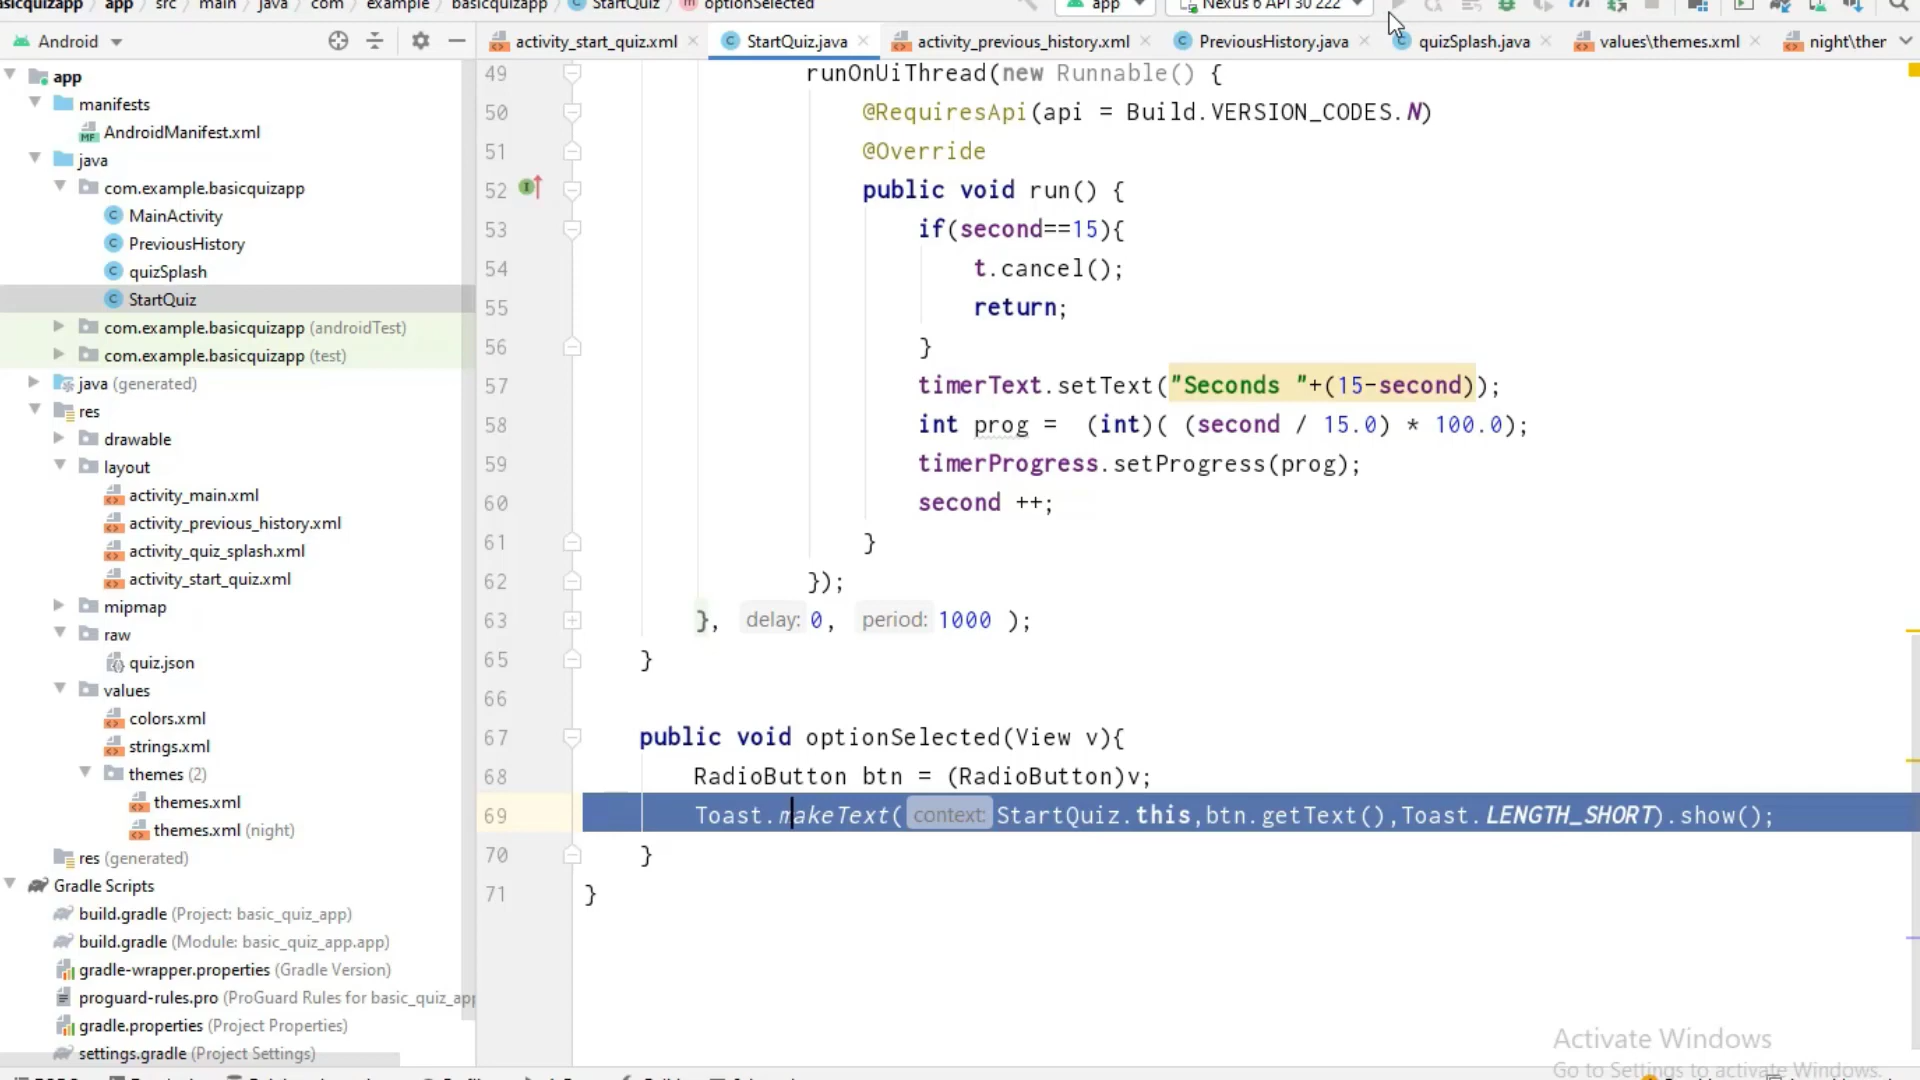 asicquizapp app src main java com example basicquizapp StartQuiz optionSelected
app Nexus 6 API 30 222
Android
activity_start_quiz.xml
StartQuiz.java
activity_previous_history.xml
PreviousHistory.java
quizSplash.java
values\themes.xml
night\ther
app
manifests
AndroidManifest.xml
java
com.example.basicquizapp
MainActivity
PreviousHistory
quizSplash
StartQuiz
com.example.basicquizapp (androidTest)
com.example.basicquizapp (test)
java (generated)
res
drawable
layout
activity_main.xml
activity_previous_history.xml
activity_quiz_splash.xml
activity_start_quiz.xml
mipmap
raw
quiz.json
values
colors.xml
strings.xml
themes (2)
themes.xml
themes.xml (night)
res (generated)
Gradle Scripts
build.gradle (Project: basic_quiz_app)
build.gradle (Module: basic_quiz_app.app)
gradle-wrapper.properties (Gradle Version)
proguard-rules.pro (ProGuard Rules for basic_quiz_app
gradle.properties (Project Properties)
settings.gradle (Project Settings)
49 runOnUiThread(new Runnable() {
50 @RequiresApi(api = Build.VERSION_CODES.N)
51 @Override
52 public void run() {
53 if(second==15){
54 t.cancel();
55 return;
56 }
57 timerText.setText("Seconds "+(15-second));
58 int prog = (int)( (second / 15.0) * 100.0);
59 timerProgress.setProgress(prog);
60 second ++;
61 }
62 });
63 }, delay: 0, period: 1000 );
65 }
66
67 public void optionSelected(View v){
68 RadioButton btn = (RadioButton)v;
69 Toast.makeText( context: StartQuiz.this,btn.getText(),Toast.LENGTH_SHORT).show();
70 }
71 }
Activate Windows
Go to Settings to activate Windows.